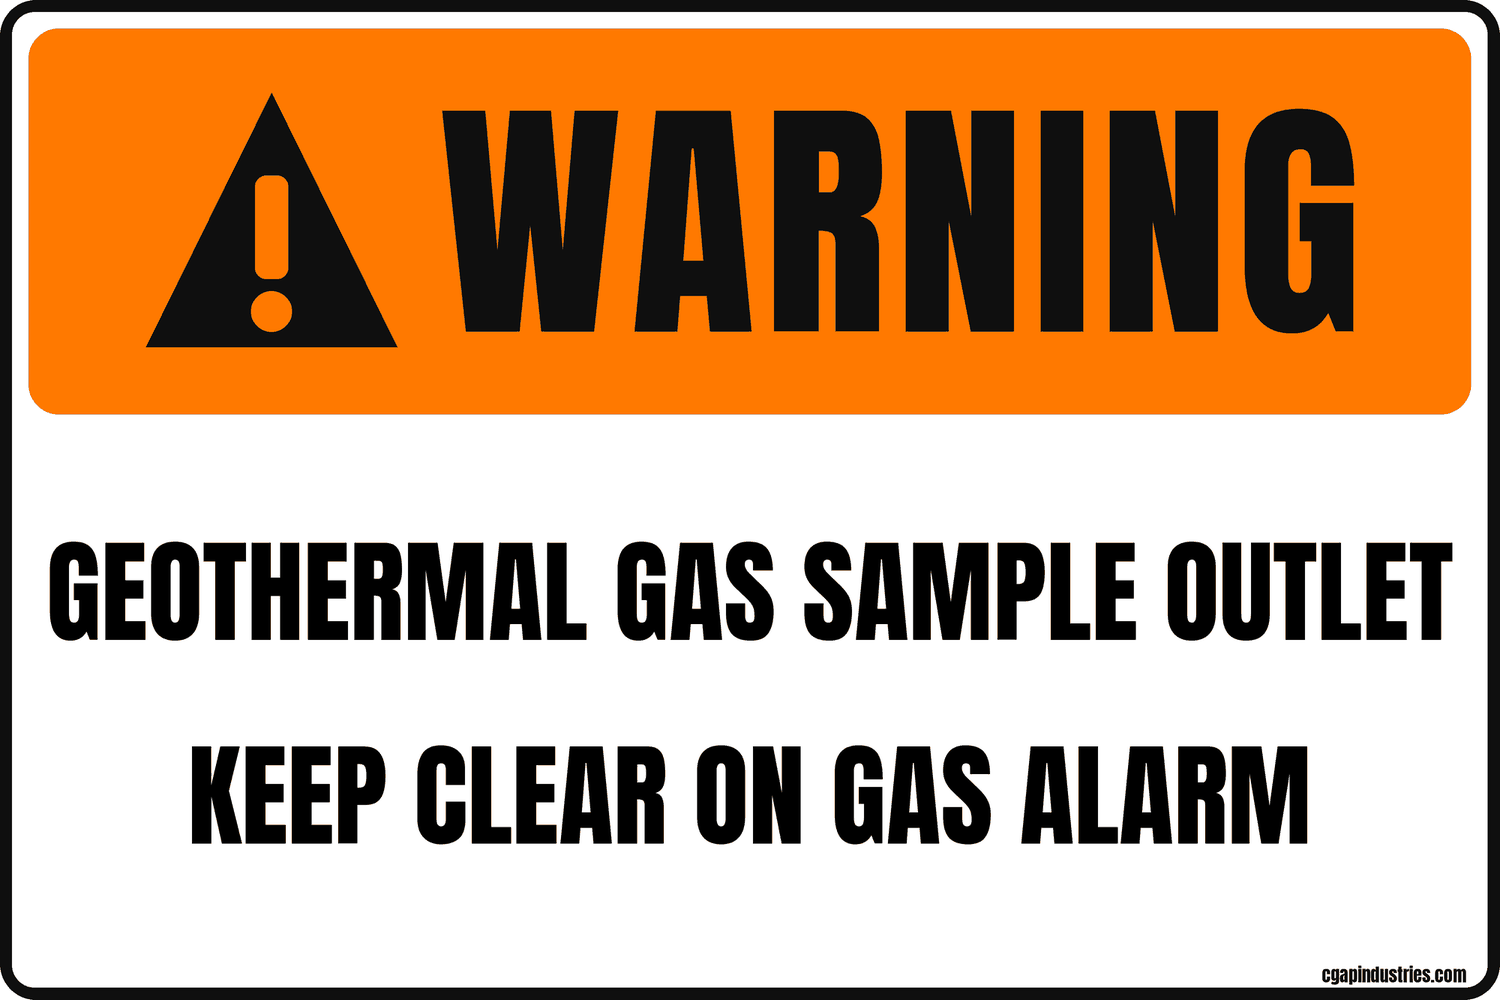 WARNING
GEOTHERMAL GAS SAMPLE OUTLET
KEEP CLEAR ON GAS ALARM
cgapindustries.com